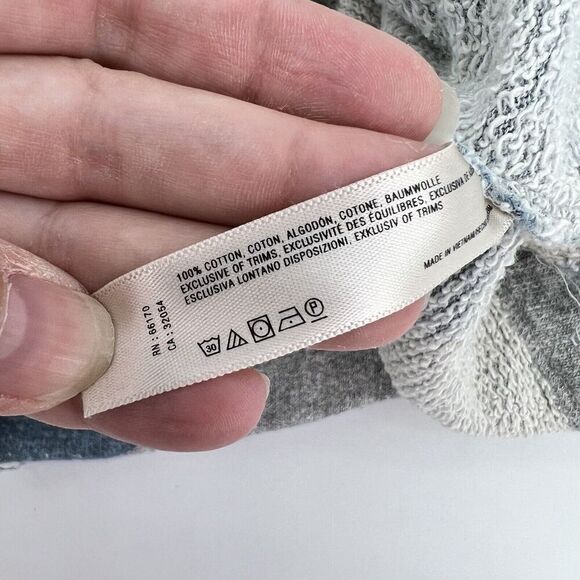 100% COTTON, COTON, ALGODÓN, COTONE, BAUMWOLLE
EXCLUSIVE OF TRIMS, EXCLUSIVITÉ DES ÉQUILIBRES, EXCLUSIVA DE
ESCLUSIVA LONTANO DISPOSIZIONI, EXKLUSIV OF TRIMS
MADE IN VIETNAM
RN: 66170
CA: 32054
30
P